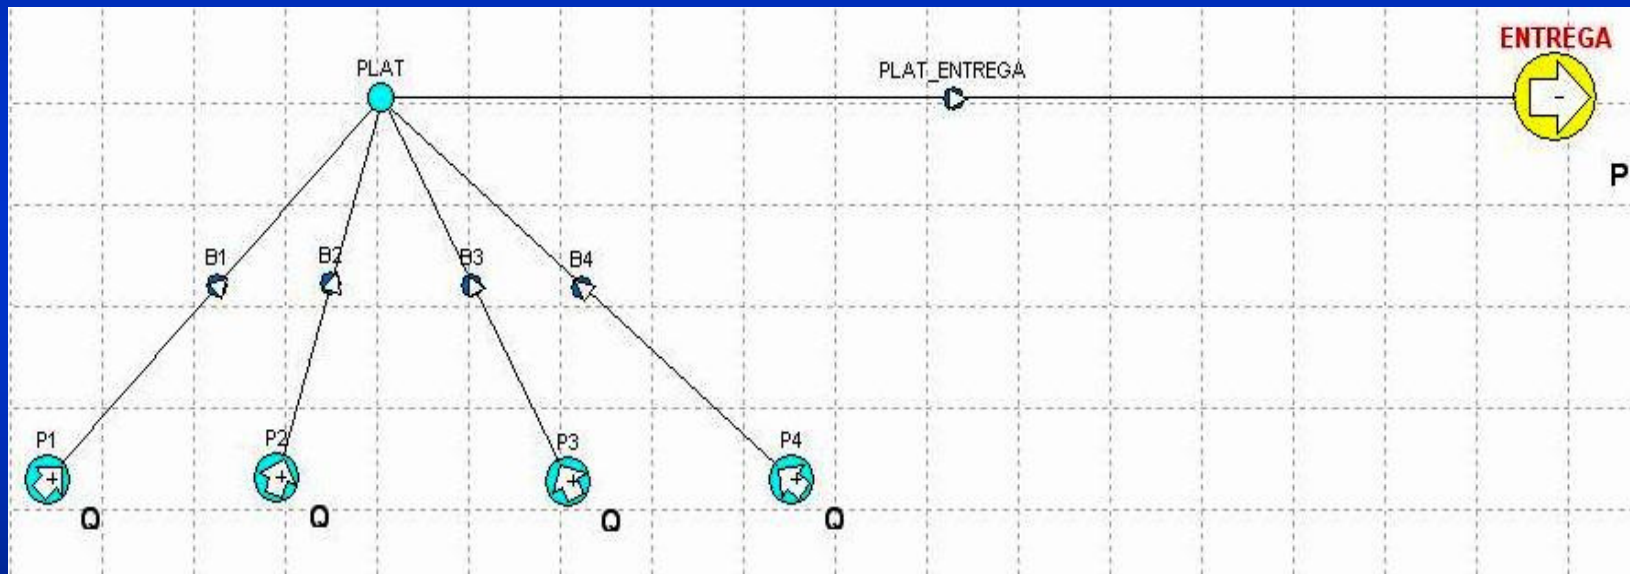 ENTREGA
PLAT
PLAT_ENTREGA
P
B1
B2
B3
B4
P1
P2
P3
P4
Q
Q
Q
Q